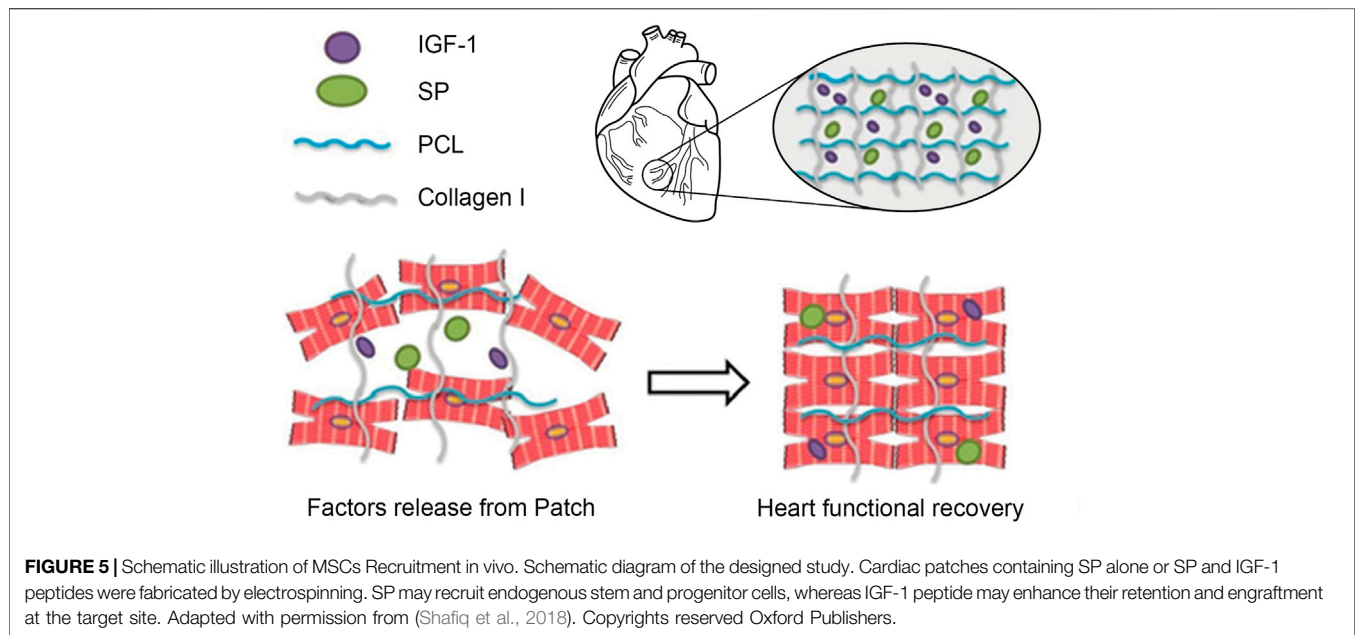 IGF-1
SP
PCL
Collagen I
Factors release from Patch
Heart functional recovery
FIGURE 5 | Schematic illustration of MSCs Recruitment in vivo. Schematic diagram of the designed study. Cardiac patches containing SP alone or SP and IGF-1
peptides were fabricated by electrospinning. SP may recruit endogenous stem and progenitor cells, whereas IGF-1 peptide may enhance their retention and engraftment
at the target site. Adapted with permission from (Shafiq et al., 2018). Copyrights reserved Oxford Publishers.